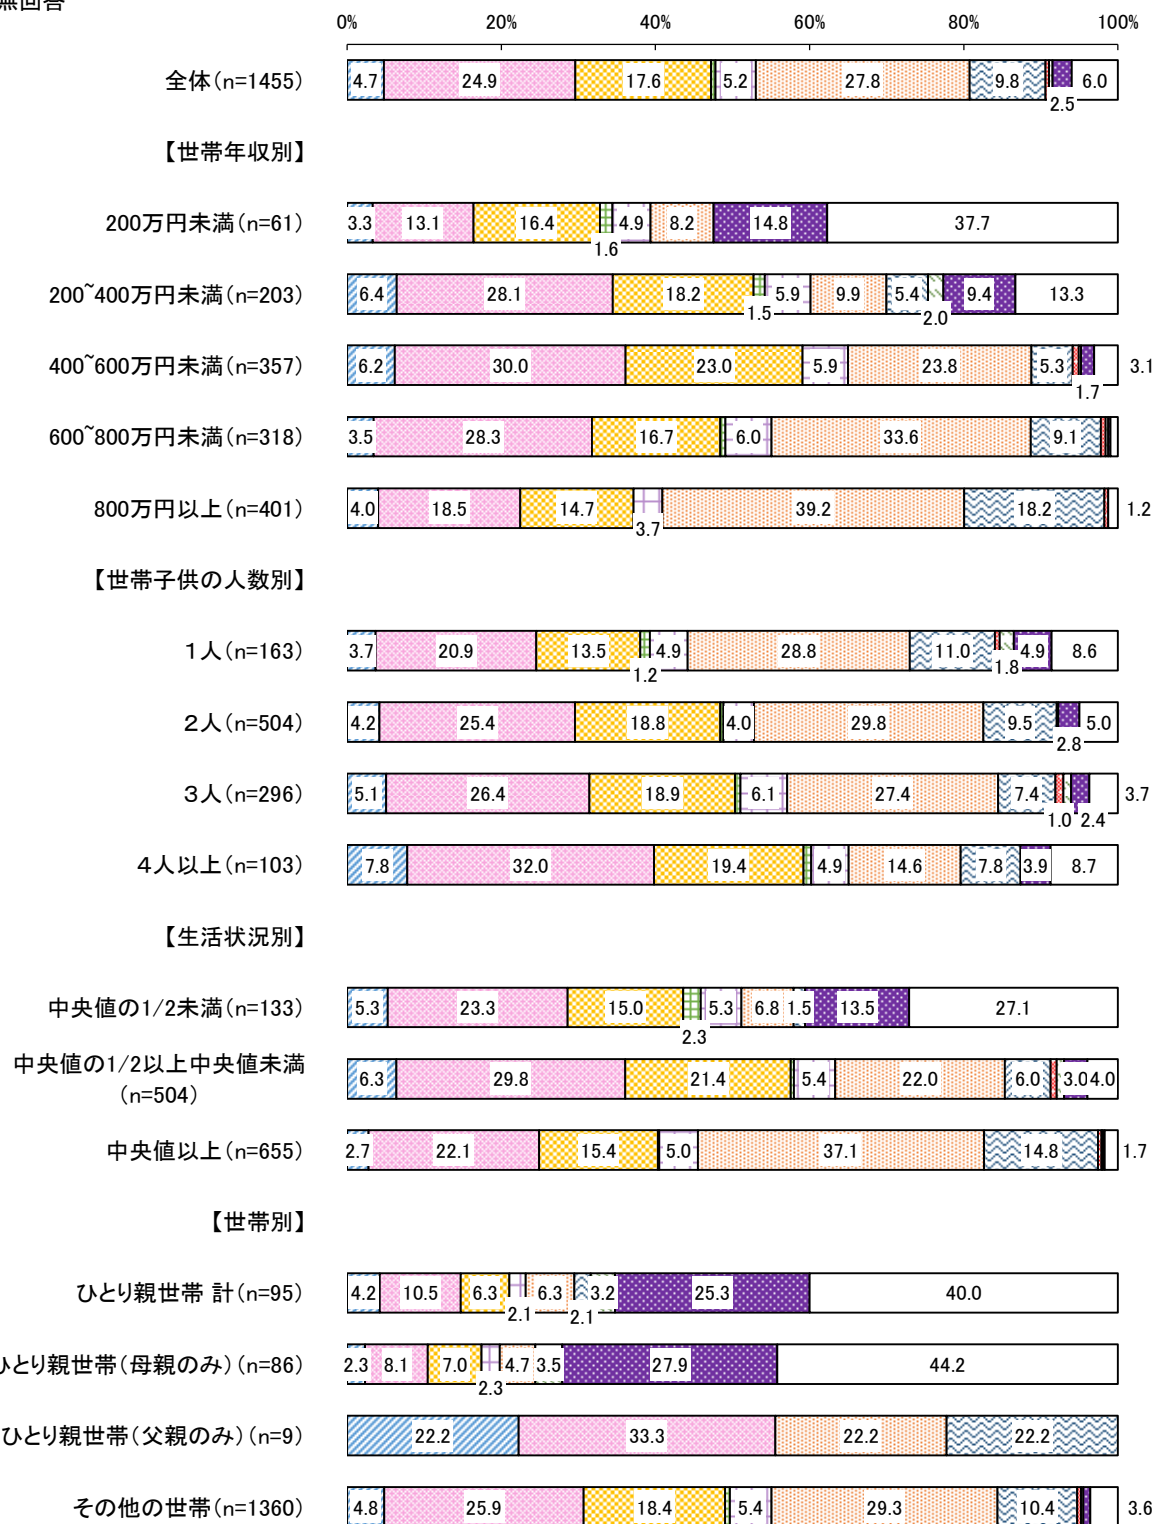 無回答
0% 20% 40% 60% 80% 100%
全体(n=1455) 4.7 24.9 17.6 5.2 27.8 9.8 2.5 6.0
【世帯年収別】
200万円未満(n=61) 3.3 13.1 16.4 1.6 4.9 8.2 14.8 37.7
200~400万円未満(n=203) 6.4 28.1 18.2 1.5 5.9 9.9 5.4 2.0 9.4 13.3
400~600万円未満(n=357) 6.2 30.0 23.0 5.9 23.8 5.3 1.7 3.1
600~800万円未満(n=318) 3.5 28.3 16.7 6.0 33.6 9.1
800万円以上(n=401) 4.0 18.5 14.7 3.7 39.2 18.2 1.2
【世帯子供の人数別】
1人(n=163) 3.7 20.9 13.5 1.2 4.9 28.8 11.0 1.8 4.9 8.6
2人(n=504) 4.2 25.4 18.8 4.0 29.8 9.5 2.8 5.0
3人(n=296) 5.1 26.4 18.9 6.1 27.4 7.4 1.0 2.4 3.7
4人以上(n=103) 7.8 32.0 19.4 4.9 14.6 7.8 3.9 8.7
【生活状況別】
中央値の1/2未満(n=133) 5.3 23.3 15.0 2.3 5.3 6.8 1.5 13.5 27.1
中央値の1/2以上中央値未満
(n=504) 6.3 29.8 21.4 5.4 22.0 6.0 3.0 4.0
中央値以上(n=655) 2.7 22.1 15.4 5.0 37.1 14.8 1.7
【世帯別】
ひとり親世帯 計(n=95) 4.2 10.5 6.3 2.1 6.3 2.1 3.2 25.3 40.0
ひとり親世帯(母親のみ)(n=86) 2.3 8.1 7.0 2.3 4.7 3.5 27.9 44.2
ひとり親世帯(父親のみ)(n=9) 22.2 33.3 22.2 22.2
その他の世帯(n=1360) 4.8 25.9 18.4 5.4 29.3 10.4 3.6